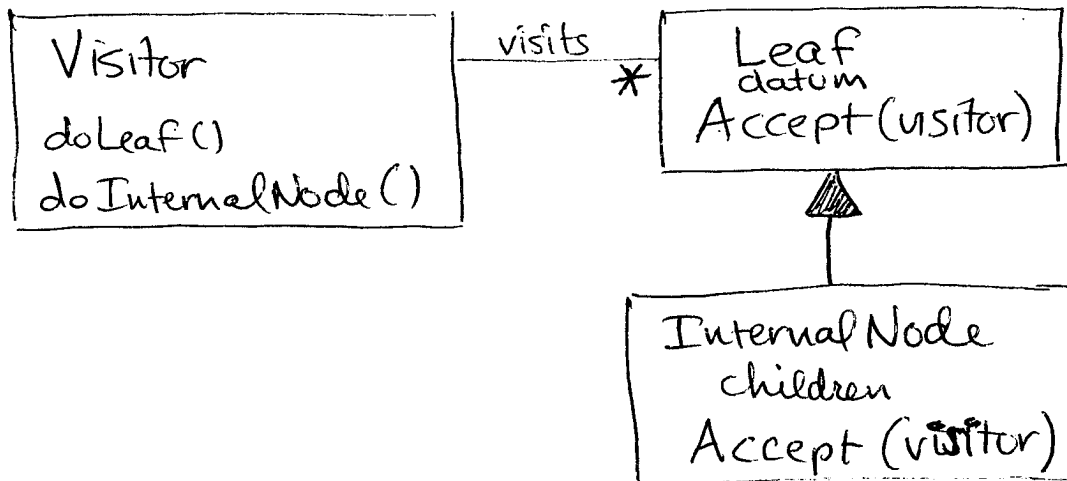 Visitor
doLeaf()
doInternalNode()
visits
*
Leaf
datum
Accept(visitor)
InternalNode
children
Accept(visitor)